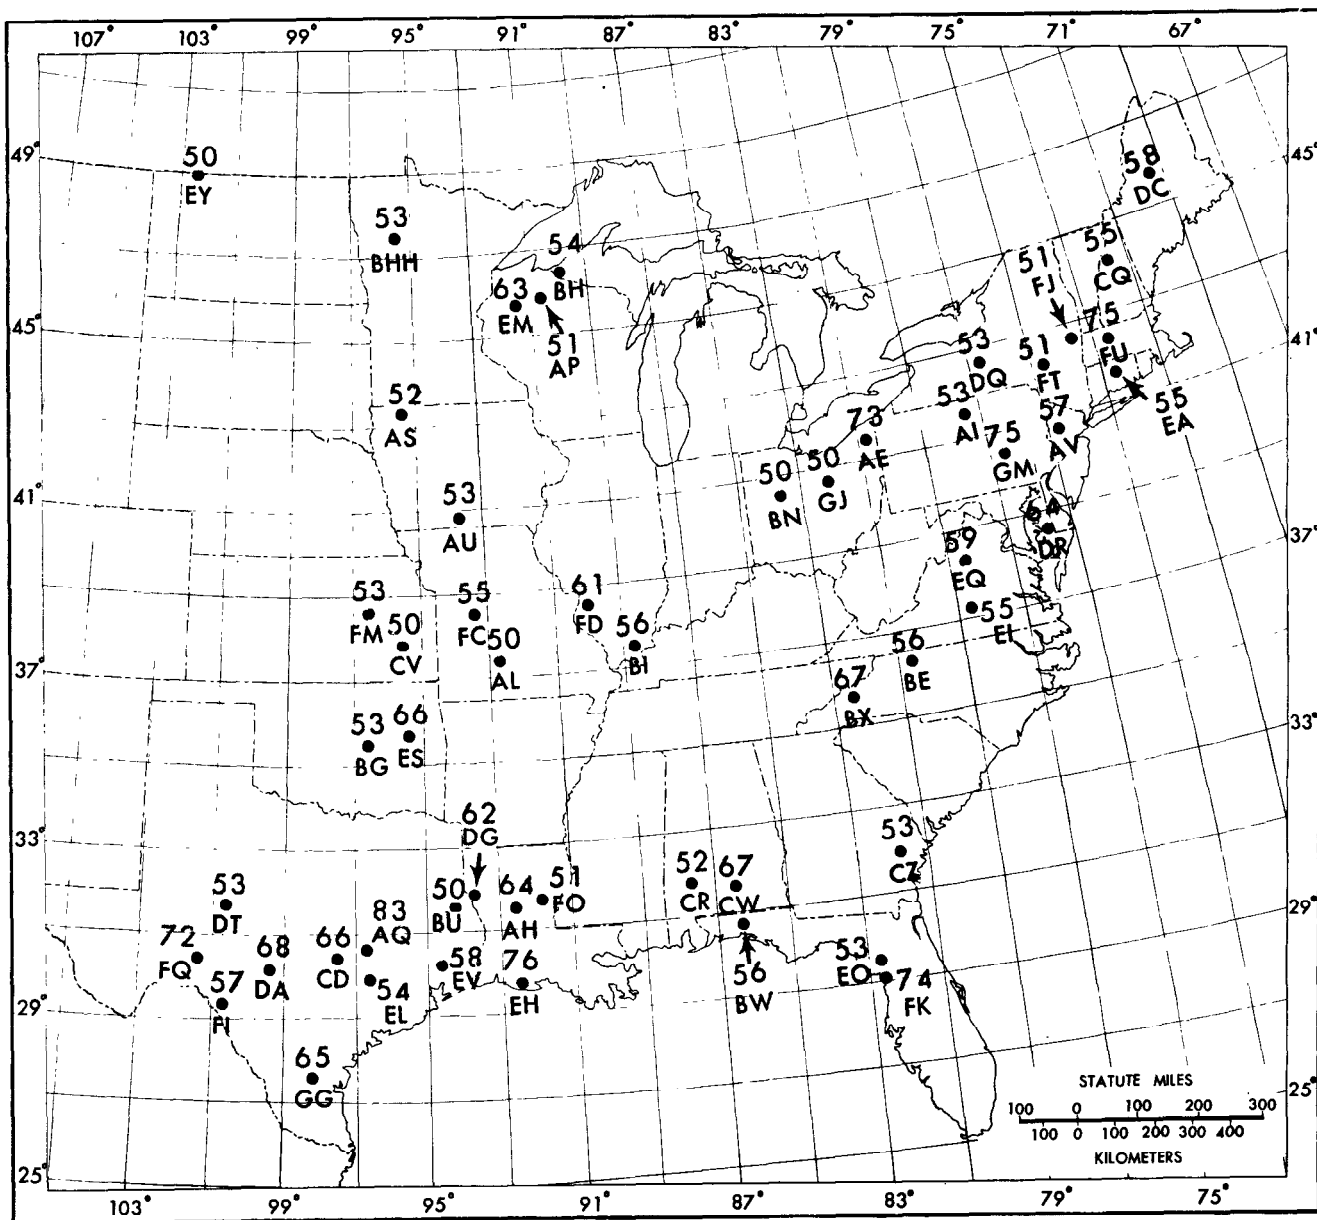 107° 103° 99° 95° 91° 87° 83° 79° 75° 71° 67°
49°
45°
41°
37°
33°
29°
25°
45°
41°
37°
33°
29°
25°
50
EY
53
BHH
54
BH
63
EM
51
AP
52
AS
53
AU
58
DC
55
CQ
51
FJ
75
FU
55
EA
53
DQ
51
FT
53
AI
57
AV
75
GM
73
AE
50
GJ
50
BN
64
DR
59
EQ
55
EI
53
FM
50
CV
55
FC
50
AL
61
FD
56
BI
56
BE
67
BX
53
BG
66
ES
62
DG
50
BU
64
AH
51
FO
52
CR
67
CW
56
BW
53
CZ
53
EO
74
FK
53
DT
72
FQ
57
FI
68
DA
66
CD
83
AQ
54
EL
58
EV
76
EH
65
GG
STATUTE MILES
100 0 100 200 300
100 0 100 200 300 400
KILOMETERS
103° 99° 95° 91° 87° 83° 79° 75°